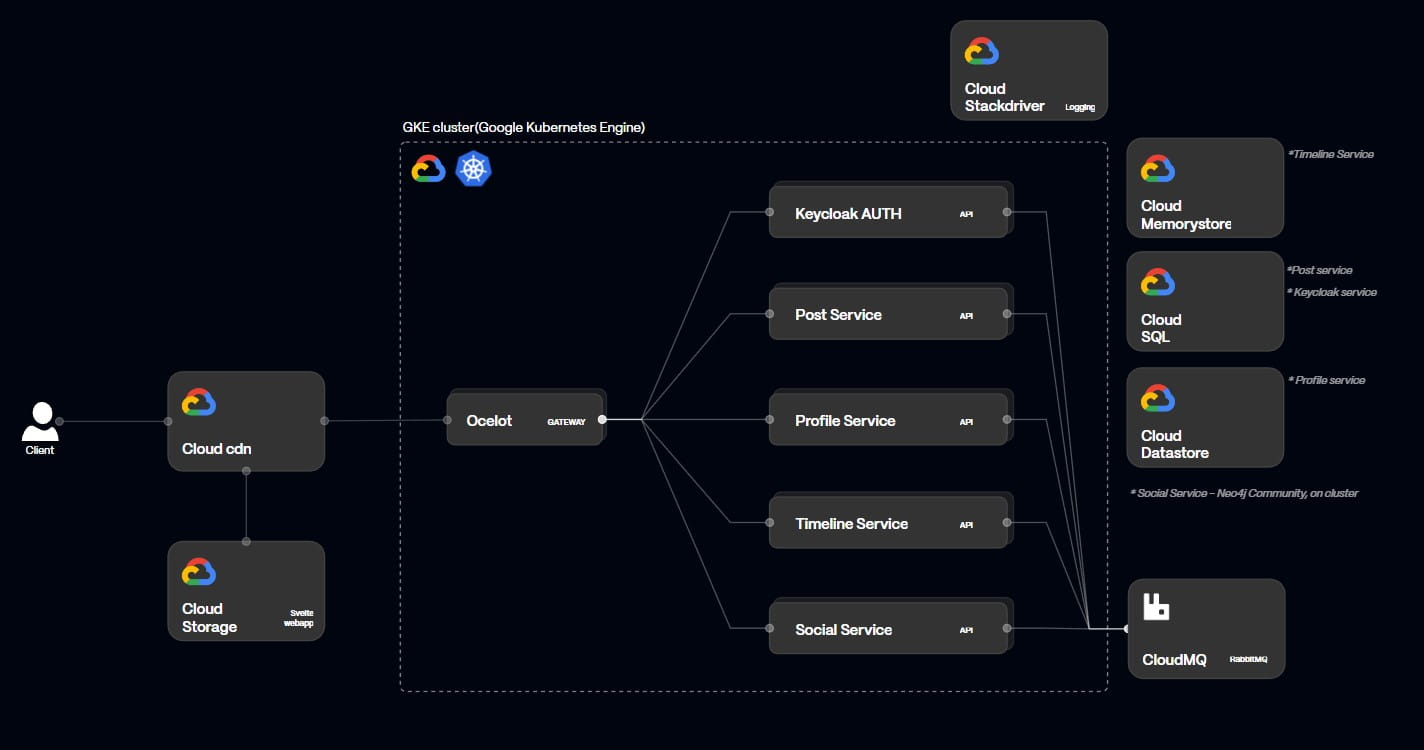 Cloud
Stackdriver
Logging
GKE cluster(Google Kubernetes Engine)
Cloud
Memorystore
*Timeline Service
Keycloak AUTH
API
Cloud
SQL
*Post service
* Keycloak service
Post Service
API
Cloud
Datastore
* Profile service
Client
Cloud cdn
Ocelot
GATEWAY
Profile Service
API
* Social Service - Neo4j Community, on cluster
Timeline Service
API
Cloud
Storage
Svelte
webapp
Social Service
API
CloudMQ
RabbitMQ